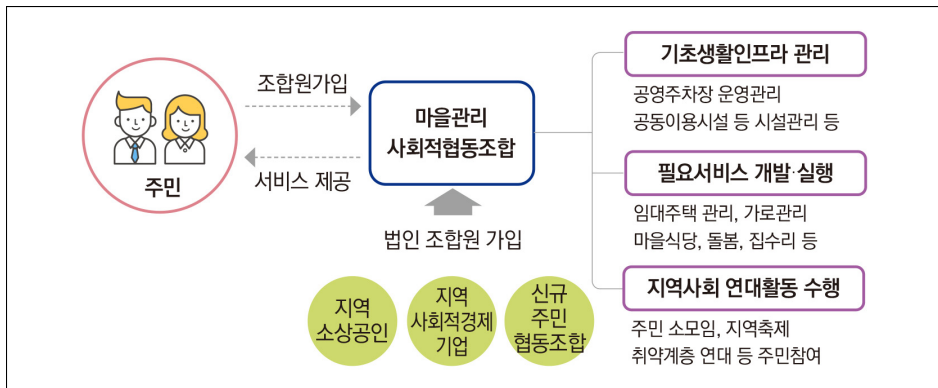 조합원가입
주민
서비스 제공
마을관리
사회적협동조합
법인 조합원 가입
지역
소상공인
지역
사회적경제
기업
신규
주민
협동조합
기초생활인프라 관리
공영주차장 운영관리
공동이용시설 등 시설관리 등
필요서비스 개발·실행
임대주택 관리, 가로관리
마을식당, 돌봄, 집수리 등
지역사회 연대활동 수행
주민 소모임, 지역축제
취약계층 연대 등 주민참여